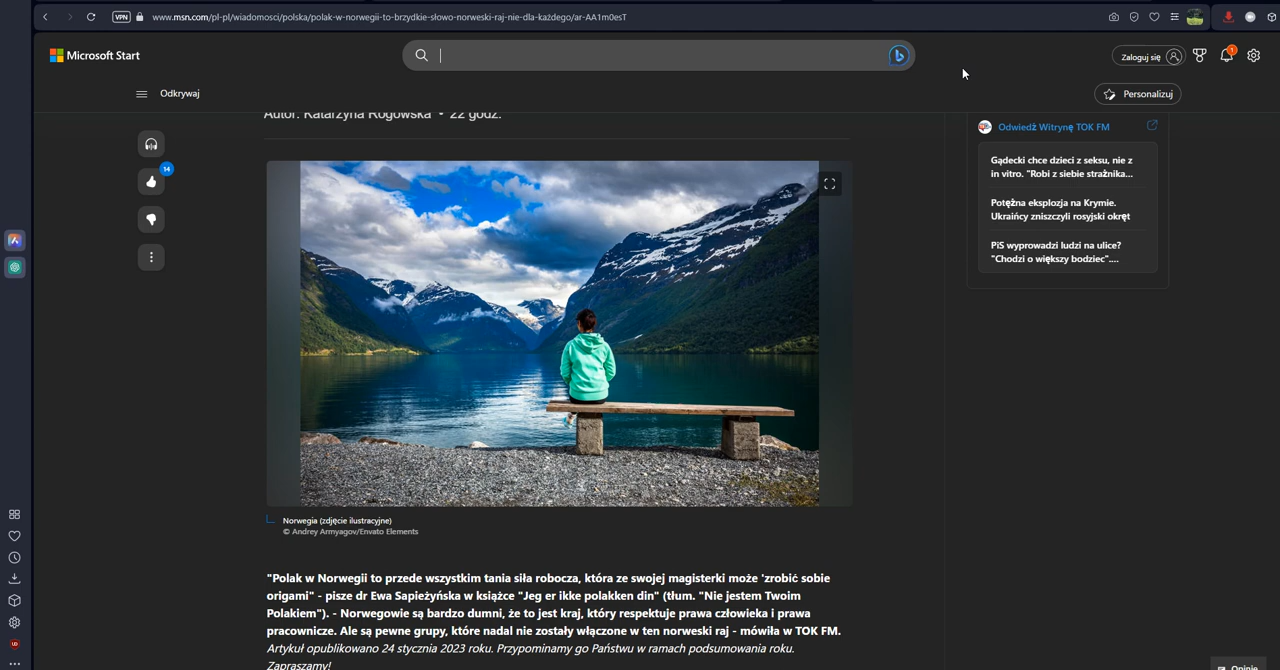 VPN
www.msn.com/pl-pl/wiadomosci/polska/polak-w-norwegii-to-brzydkie-słowo-norweski-raj-nie-dla-każdego/ar-AA1m0esT
Microsoft Start
Zaloguj się
1
Odkrywaj
Personalizuj
Autor: Katarzyna Rogowska • 22 godz.
14
Odwiedź Witrynę TOK FM
Gądecki chce dzieci z seksu, nie z
in vitro. "Robi z siebie strażnika...
Potężna eksplozja na Krymie.
Ukraińcy zniszczyli rosyjski okręt
PiS wyprowadzi ludzi na ulice?
"Chodzi o większy bodziec"....
Norwegia (zdjęcie ilustracyjne)
© Andrey Armyagov/Envato Elements
"Polak w Norwegii to przede wszystkim tania siła robocza, która ze swojej magisterki może 'zrobić sobie
origami" - pisze dr Ewa Sapieżyńska w książce "Jeg er ikke polakken din" (tłum. "Nie jestem Twoim
Polakiem"). - Norwegowie są bardzo dumni, że to jest kraj, który respektuje prawa człowieka i prawa
pracownicze. Ale są pewne grupy, które nadal nie zostały włączone w ten norweski raj - mówiła w TOK FM.
Artykuł opublikowano 24 stycznia 2023 roku. Przypominamy go Państwu w ramach podsumowania roku.
Zapraszamy!
Opinie